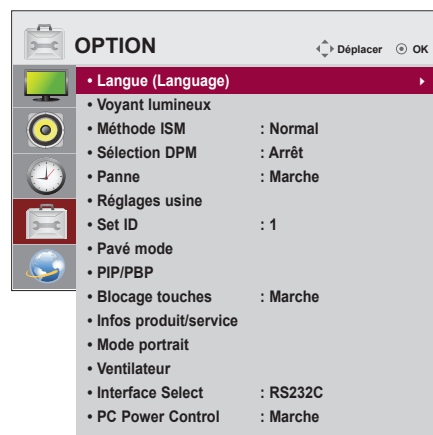 OPTION Déplacer OK
• Langue (Language)
• Voyant lumineux
• Méthode ISM : Normal
• Sélection DPM : Arrêt
• Panne : Marche
• Réglages usine
• Set ID : 1
• Pavé mode
• PIP/PBP
• Blocage touches : Marche
• Infos produit/service
• Mode portrait
• Ventilateur
• Interface Select : RS232C
• PC Power Control : Marche